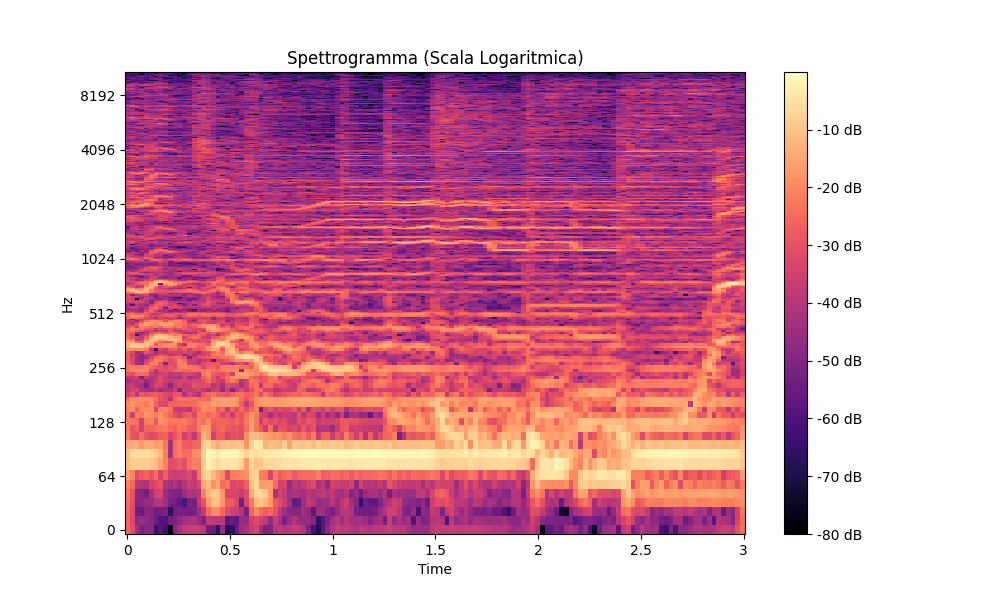 Spettrogramma (Scala Logaritmica)
8192
4096
2048
1024
512
256
128
64
0
Hz
0
0.5
1
1.5
2
2.5
3
Time
-10 dB
-20 dB
-30 dB
-40 dB
-50 dB
-60 dB
-70 dB
-80 dB